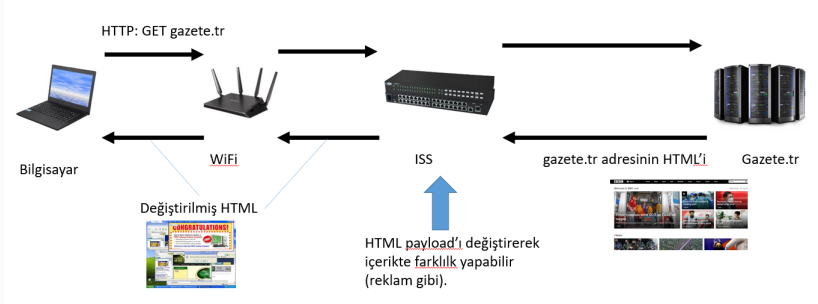 HTTP: GET gazete.tr
Bilgisayar
WiFi
ISS
gazete.tr adresinin HTML'i
Gazete.tr
Değiştirilmiş HTML
CONGRATULATIONS!
HTML payload'ı değiştirerek
içerikte farklılk yapabilir
(reklam gibi).